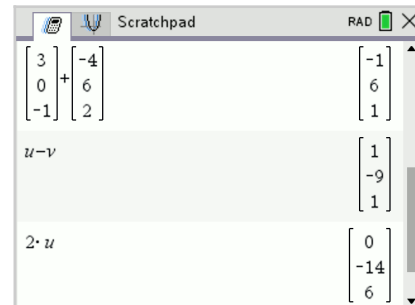 Scratchpad RAD
[3 0 -1] + [-4 6 2] [-1 6 1]
u-v [1 -9 1]
2· u [0 -14 6]